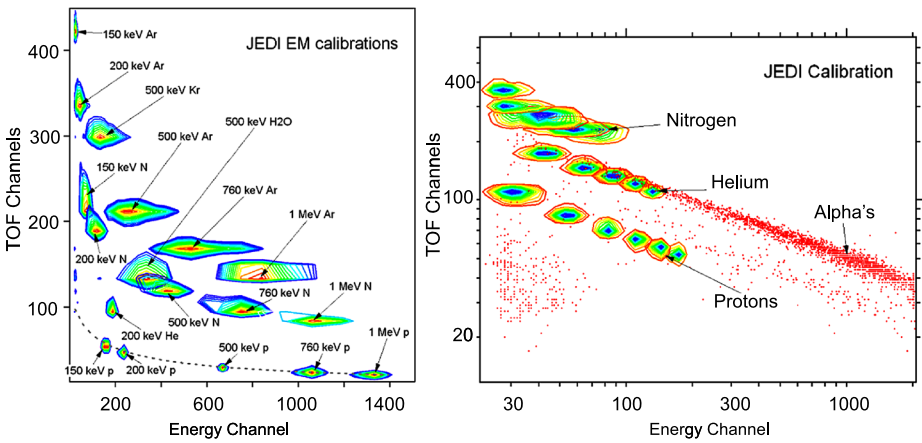 JEDI EM calibrations
150 keV Ar
200 keV Ar
500 keV Kr
500 keV H2O
500 keV Ar
150 keV N
760 keV Ar
1 MeV Ar
200 keV N
760 keV N
1 MeV N
500 keV N
200 keV He
1 MeV p
500 keV p
760 keV p
150 keV p
200 keV p
TOF Channels
400
300
200
100
200
600
1000
1400
Energy Channel
JEDI Calibration
Nitrogen
Helium
Alpha's
Protons
TOF Channels
400
100
20
30
100
1000
Energy Channel